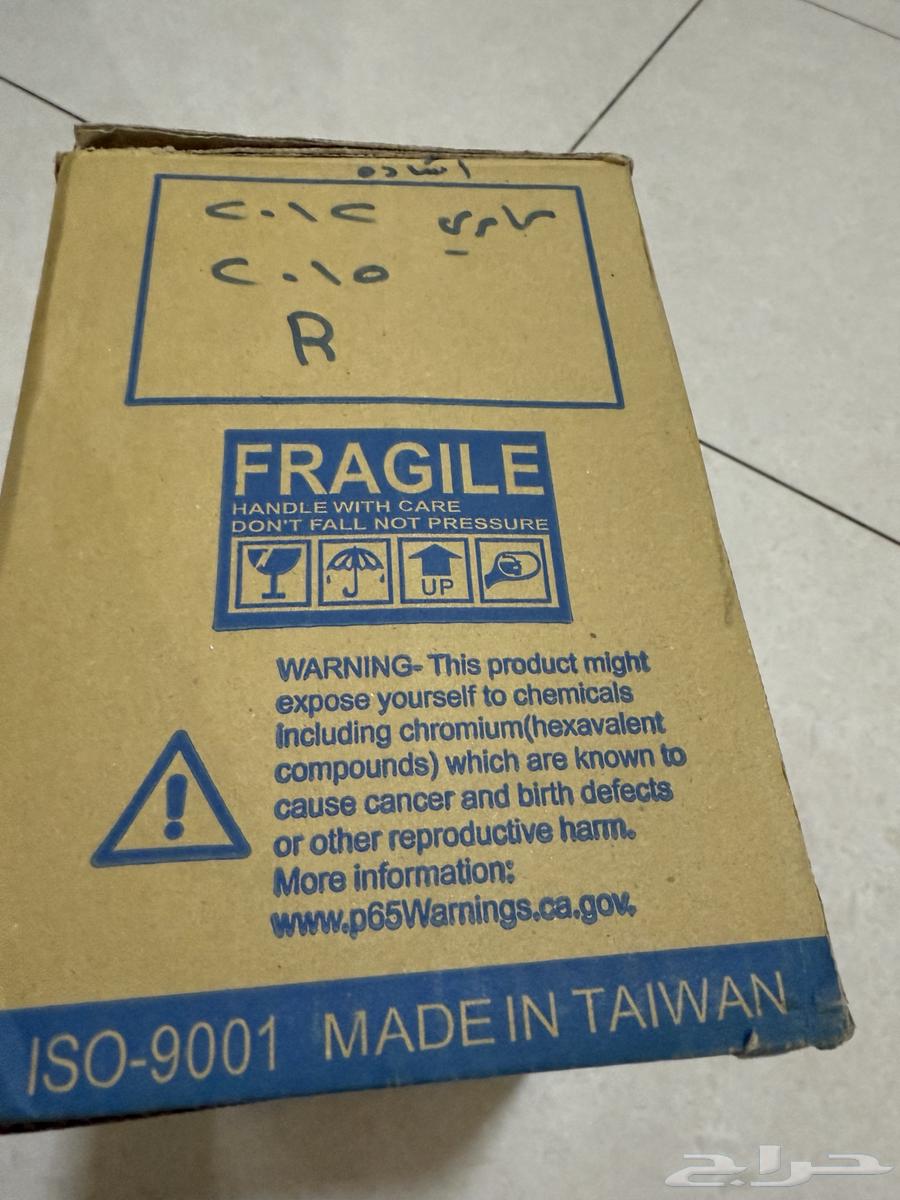 اشاره
٢٠١٢
٢٠١٥
R
FRAGILE
HANDLE WITH CARE
DON'T FALL NOT PRESSURE
UP
WARNING- This product might
expose yourself to chemicals
including chromium(hexavalent
compounds) which are known to
cause cancer and birth defects
or other reproductive harm.
More information:
www.p65Warnings.ca.gov.
ISO-9001 MADE IN TAIWAN
حراج